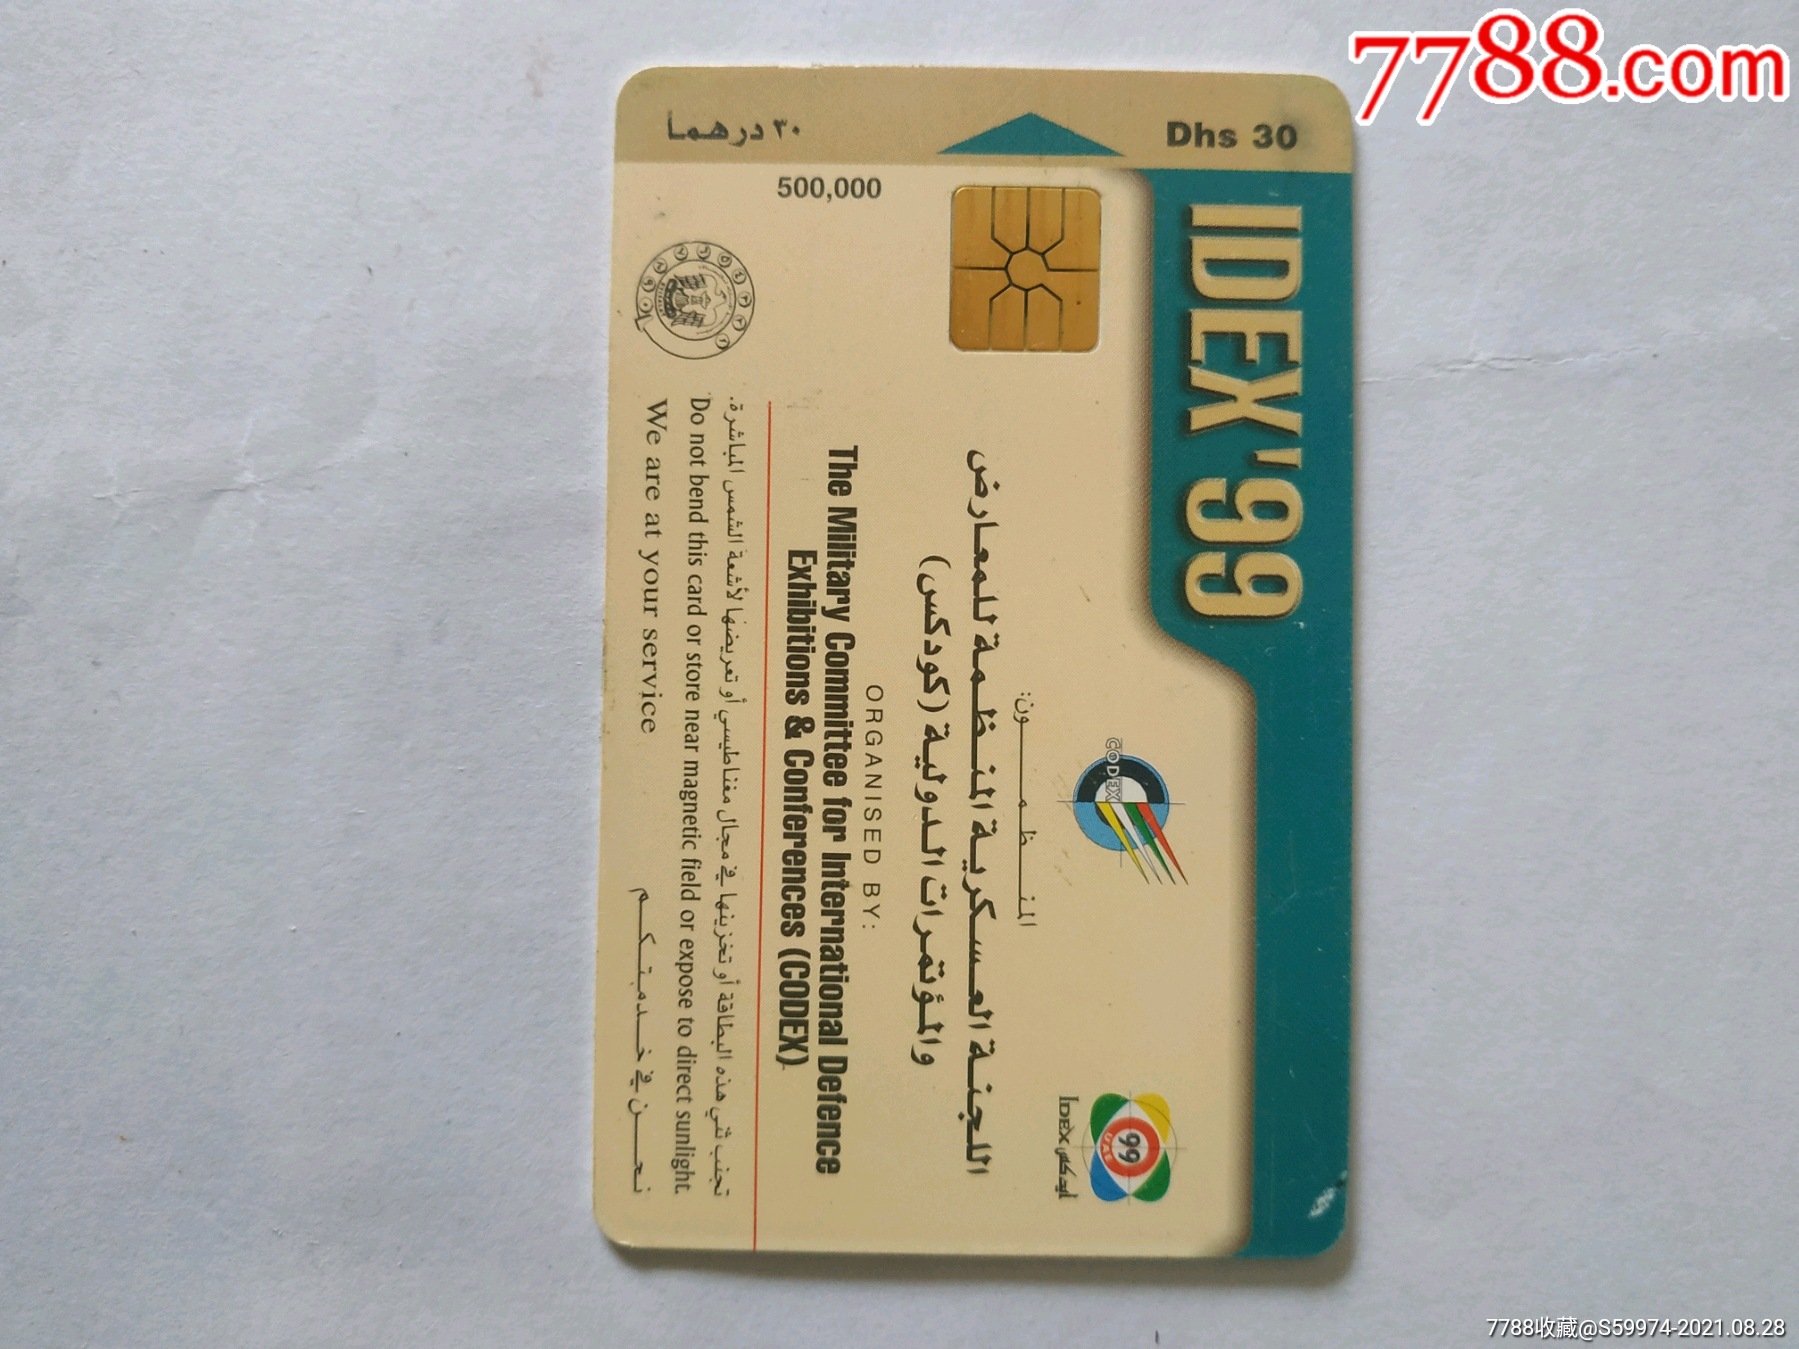 7788.com
٣٠ درهما
Dhs 30
500,000
IDEX'99
CODEX
99
UAE
IDEX ايدكس
المنظمون:
اللجنة العسكرية المنظمة للمعارض
والمؤتمرات الدولية (كودكس)
ORGANISED BY:
The Military Committee for International Defence
Exhibitions & Conferences (CODEX)
تجنب ثني هذه البطاقة أو تخزينها في مجال مغناطيسي أو تعريضها لأشعة الشمس المباشرة.
Do not bend this card or store near magnetic field or expose to direct sunlight.
We are at your service
نحن في خدمتكم
7788收藏@S59974-2021.08.28